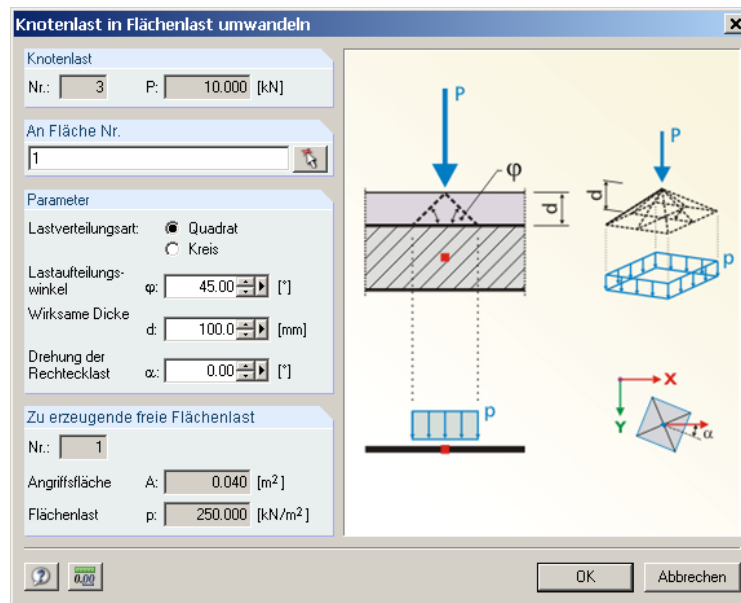 Knotenlast in Flächenlast umwandeln
Knotenlast
Nr.: 3 P: 10.000 [kN]
An Fläche Nr.
1
Parameter
Lastverteilungsart: Quadrat
Kreis
Lastaufteilungs-
winkel φ: 45.00 [°]
Wirksame Dicke
d: 100.0 [mm]
Drehung der
Rechtecklast α: 0.00 [°]
Zu erzeugende freie Flächenlast
Nr.: 1
Angriffsfläche A: 0.040 [m²]
Flächenlast p: 250.000 [kN/m²]
P
φ
d
p
P
d
p
X
Y
α
0.00
OK
Abbrechen